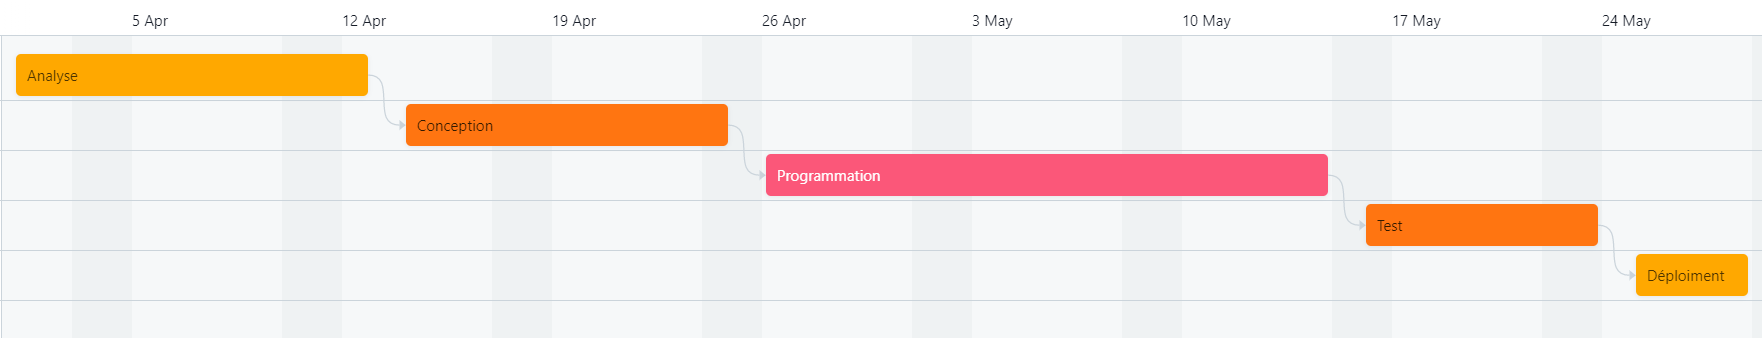 5 Apr 12 Apr 19 Apr 26 Apr 3 May 10 May 17 May 24 May
Analyse
Conception
Programmation
Test
Déploiment